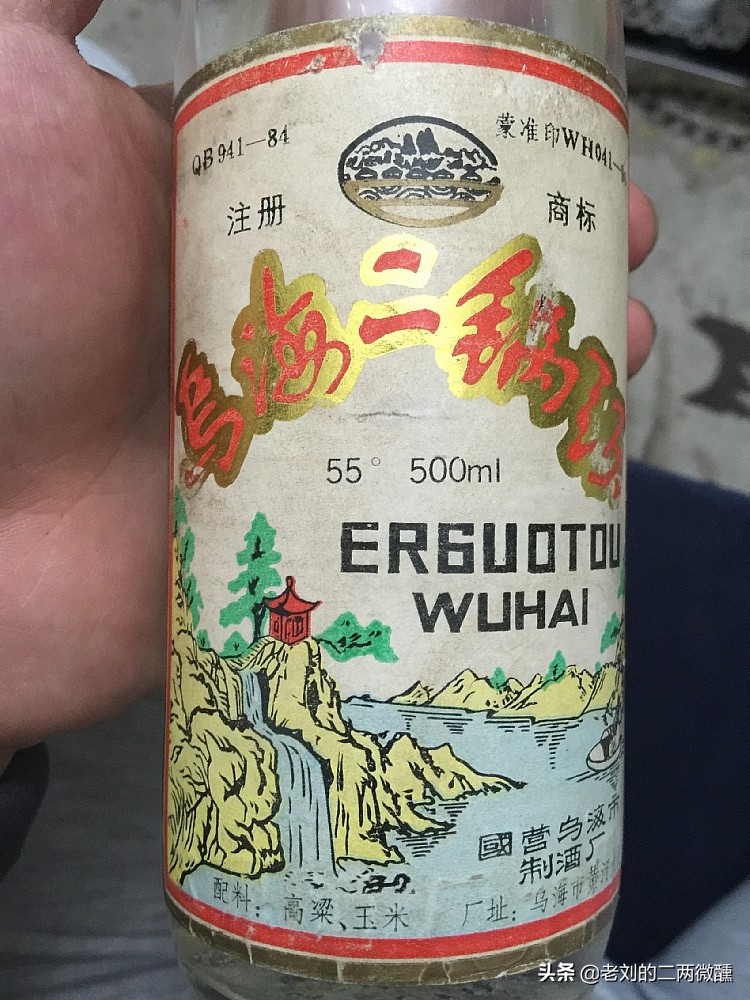 QB 941—84
蒙准印WH041—
注册 商标
乌海二锅头
55° 500ml
ERGUOTOU
WUHAI
國营乌海市
制酒厂
配料：高粱、玉米 厂址：乌海市
头条 @老刘的二两微醺